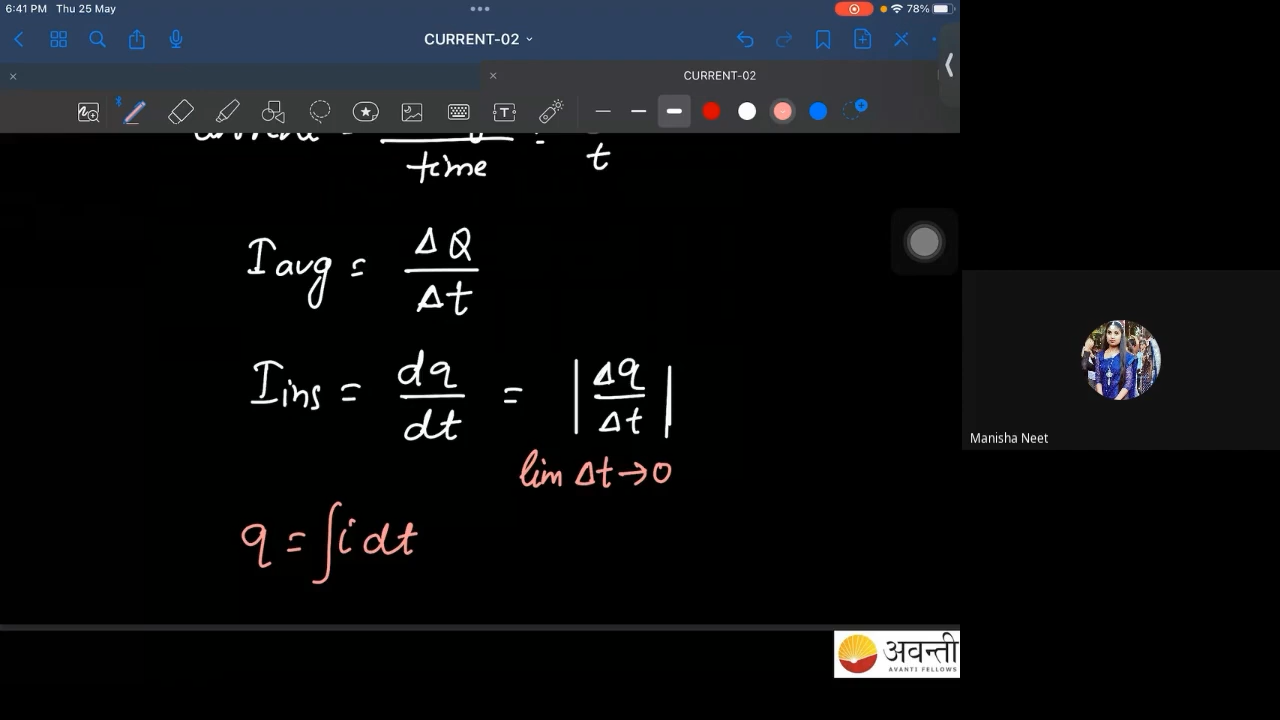 6:41 PM Thu 25 May
78%
CURRENT-02
CURRENT-02
time
t
I avg = ΔQ / Δt
I ins = dq / dt = | Δq / Δt |
lim Δt → 0
q = ∫ i dt
Manisha Neet
अवन्ती
AVANTI FELLOWS